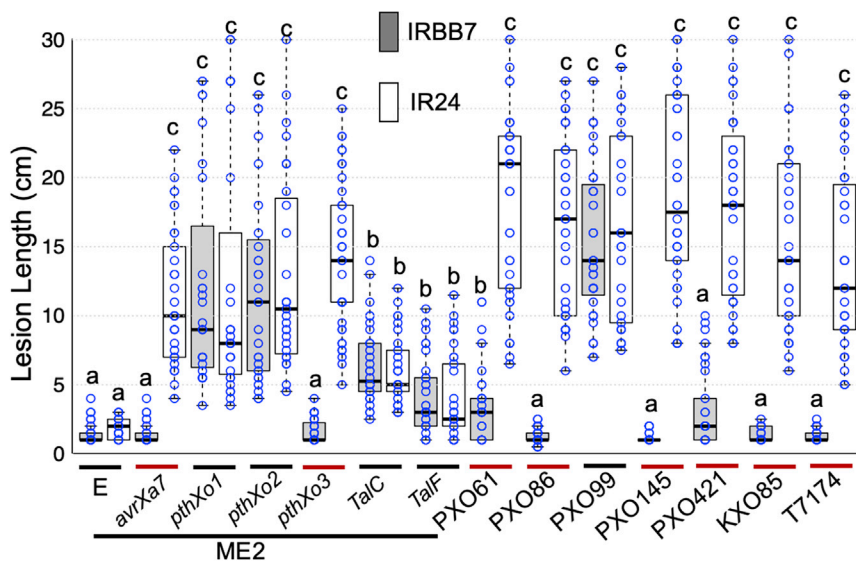 c c c c c c c c c c
30
IRBB7
c c
25
c
IR24
20
15
b
b
b b b
10
a
5
a a a a a a a a
0
Lesion Length (cm)
E avrXa7 pthXo1 pthXo2 pthXo3 TalC TalF PXO61 PXO86 PXO99 PXO145 PXO421 KXO85 T7174
ME2